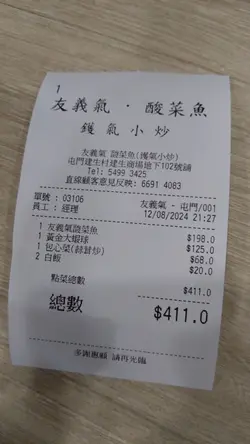 1
友義氣．酸菜魚
鑊氣小炒
友義氣 酸菜魚(鑊氣小炒)
屯門建生村建生商場地下102號舖
Tel: 5499 3425
直線顧客意見反映: 6691 4083
單號 : 03106 友義氣 - 屯門/001
員工 : 經理 12/08/2024 21:27
1 友義氣酸菜魚 $198.0
1 黃金大眼球 $125.0
1 包心菜(蒜蓉炒) $68.0
2 白飯 $20.0
點菜總數 $411.0
總數 $411.0
多謝惠顧 請再光臨